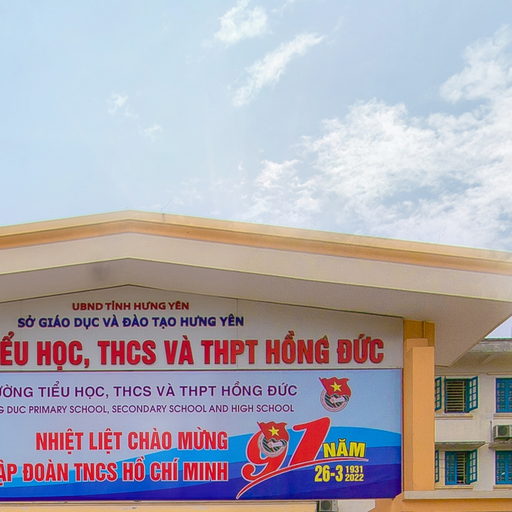 UBND TỈNH HƯNG YÊN
SỞ GIÁO DỤC VÀ ĐÀO TẠO HƯNG YÊN
ỂU HỌC, THCS VÀ THPT HỒNG ĐỨC
ƯỜNG TIỂU HỌC, THCS VÀ THPT HỒNG ĐỨC
G DUC PRIMARY SCHOOL, SECONDARY SCHOOL AND HIGH SCHOOL
NHIỆT LIỆT CHÀO MỪNG
ẬP ĐOÀN TNCS HỒ CHÍ MINH
91 NĂM
26-3 1931 2022